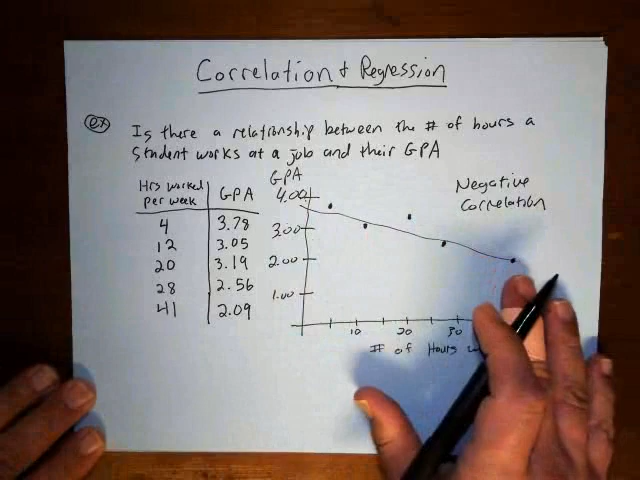 Correlation & Regression
ex Is there a relationship between the # of hours a
student works at a job and their GPA
Hrs worked per week GPA
4 3.78
12 3.05
20 3.19
28 2.56
41 2.09
GPA
4.00
3.00
2.00
1.00
10 20 30
# of Hours
Negative
Correlation